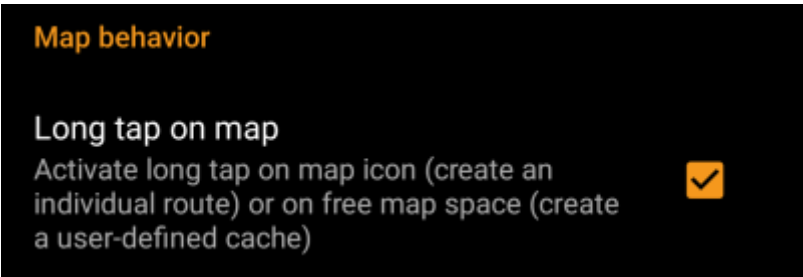 Map behavior
Long tap on map
Activate long tap on map icon (create an
individual route) or on free map space (create
a user-defined cache)